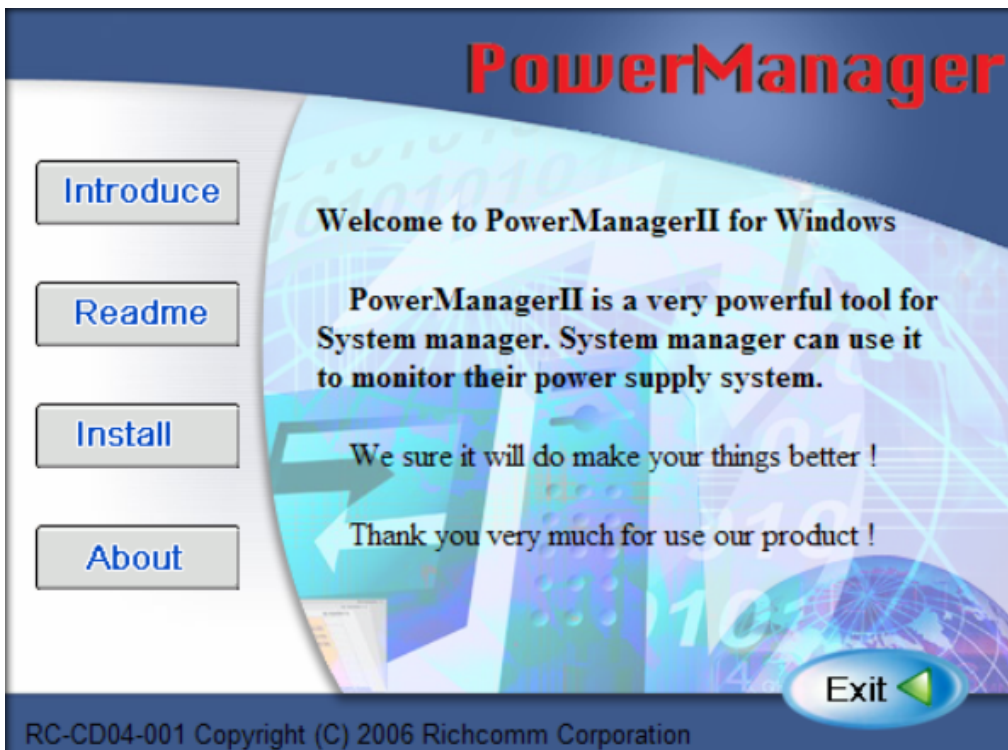 PowerManager
Introduce
Readme
Install
About
Welcome to PowerManagerII for Windows
PowerManagerII is a very powerful tool for
System manager. System manager can use it
to monitor their power supply system.
We sure it will do make your things better !
Thank you very much for use our product !
Exit
RC-CD04-001 Copyright (C) 2006 Richcomm Corporation